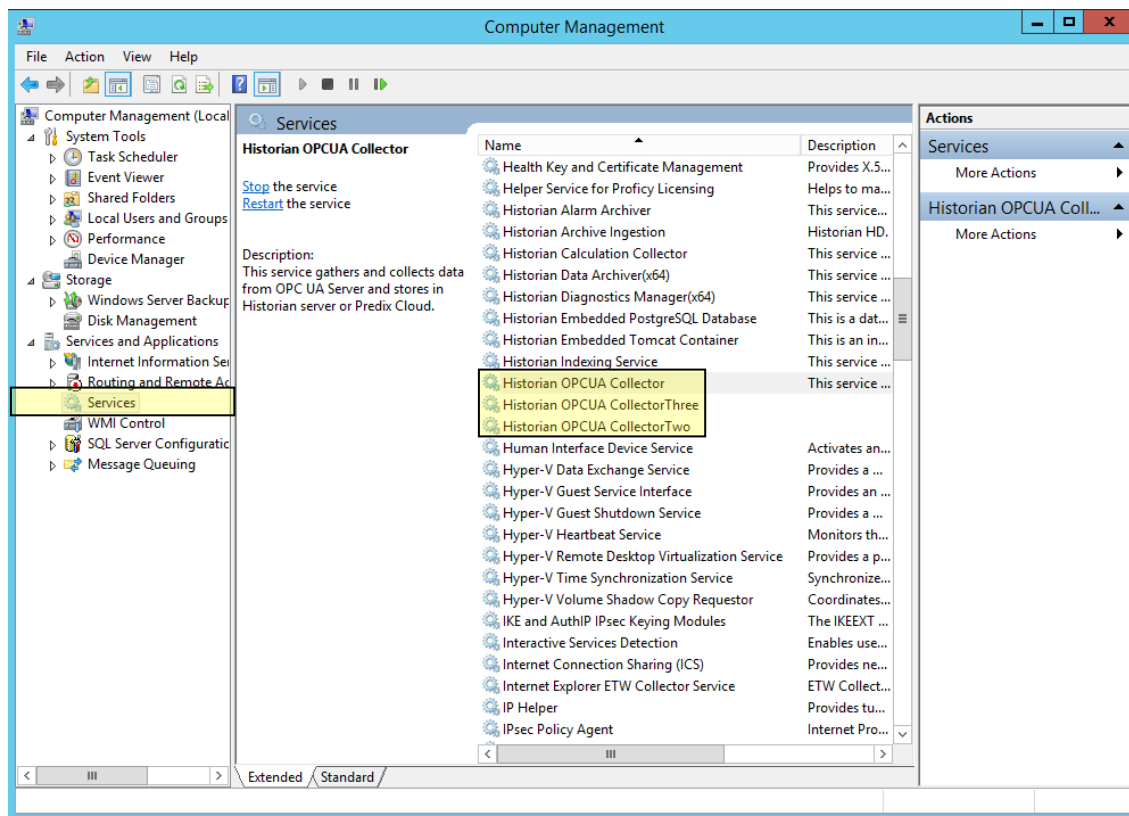 Computer Management
File Action View Help
Computer Management (Local
System Tools
Task Scheduler
Event Viewer
Shared Folders
Local Users and Groups
Performance
Device Manager
Storage
Windows Server Backup
Disk Management
Services and Applications
Internet Information Ser
Routing and Remote Ac
Services
WMI Control
SQL Server Configuratic
Message Queuing
Services
Historian OPCUA Collector
Stop the service
Restart the service
Description:
This service gathers and collects data
from OPC UA Server and stores in
Historian server or Predix Cloud.
Name Description
Health Key and Certificate Management Provides X.5...
Helper Service for Proficy Licensing Helps to ma...
Historian Alarm Archiver This service...
Historian Archive Ingestion Historian HD.
Historian Calculation Collector This service ...
Historian Data Archiver(x64) This service ...
Historian Diagnostics Manager(x64) This service ...
Historian Embedded PostgreSQL Database This is a dat...
Historian Embedded Tomcat Container This is an in...
Historian Indexing Service This service ...
Historian OPCUA Collector This service ...
Historian OPCUA CollectorThree
Historian OPCUA CollectorTwo
Human Interface Device Service Activates an...
Hyper-V Data Exchange Service Provides a ...
Hyper-V Guest Service Interface Provides an ...
Hyper-V Guest Shutdown Service Provides a ...
Hyper-V Heartbeat Service Monitors th...
Hyper-V Remote Desktop Virtualization Service Provides a p...
Hyper-V Time Synchronization Service Synchronize...
Hyper-V Volume Shadow Copy Requestor Coordinates...
IKE and AuthIP IPsec Keying Modules The IKEEXT ...
Interactive Services Detection Enables use...
Internet Connection Sharing (ICS) Provides ne...
Internet Explorer ETW Collector Service ETW Collect...
IP Helper Provides tu...
IPsec Policy Agent Internet Pro...
Extended Standard
Actions
Services
More Actions
Historian OPCUA Coll...
More Actions